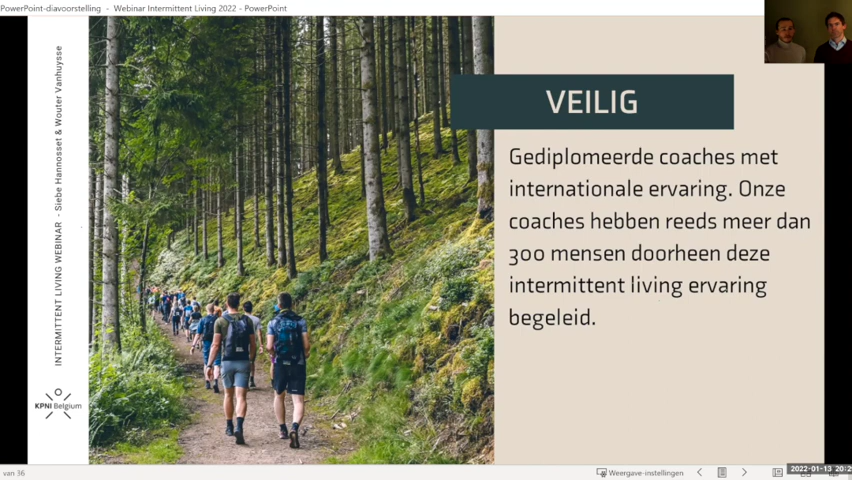 PowerPoint-diavoorstelling - Webinar Intermittent Living 2022 - PowerPoint
INTERMITTENT LIVING WEBINAR - Siebe Hannosset & Wouter Vanhuysse
KPNI Belgium
VEILIG
Gediplomeerde coaches met
internationale ervaring. Onze
coaches hebben reeds meer dan
300 mensen doorheen deze
intermittent living ervaring
begeleid.
van 36
Weergave-instellingen
2022-01-13